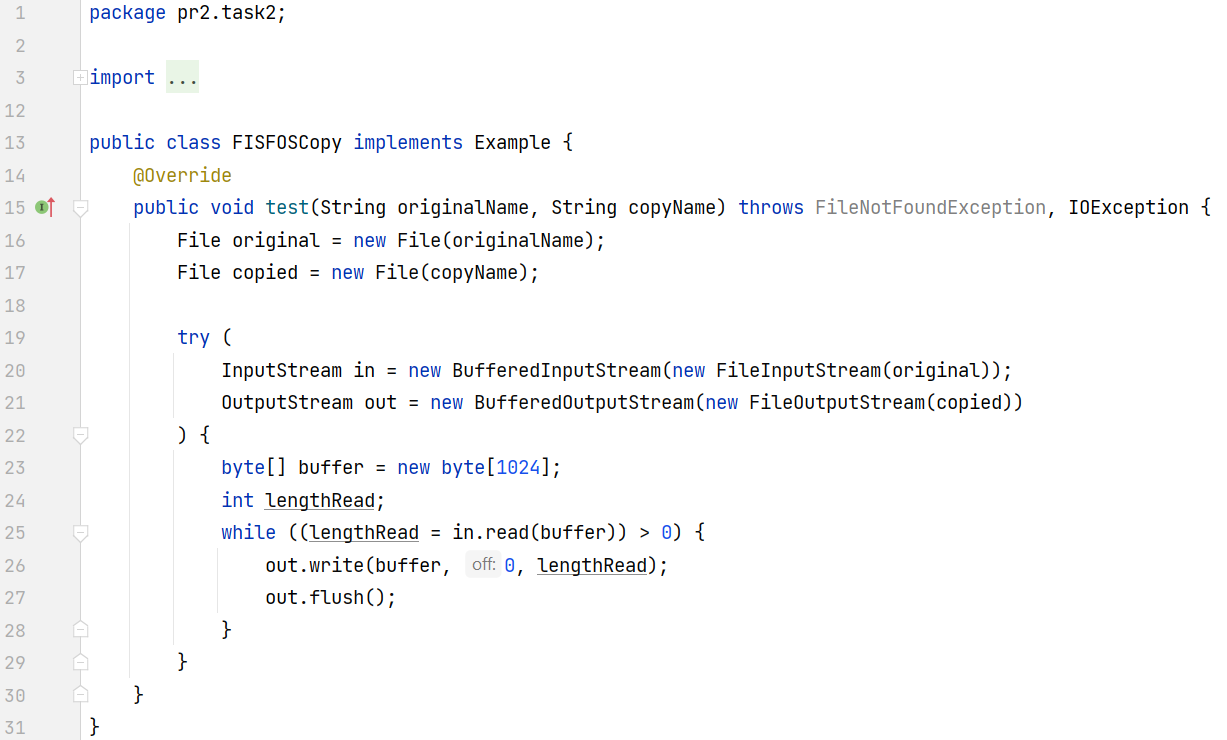 1 package pr2.task2;
2
3 import ...
12
13 public class FISFOSCopy implements Example {
14     @Override
15     public void test(String originalName, String copyName) throws FileNotFoundException, IOException {
16         File original = new File(originalName);
17         File copied = new File(copyName);
18
19         try (
20             InputStream in = new BufferedInputStream(new FileInputStream(original));
21             OutputStream out = new BufferedOutputStream(new FileOutputStream(copied))
22         ) {
23             byte[] buffer = new byte[1024];
24             int lengthRead;
25             while ((lengthRead = in.read(buffer)) > 0) {
26                 out.write(buffer, off: 0, lengthRead);
27                 out.flush();
28             }
29         }
30     }
31 }